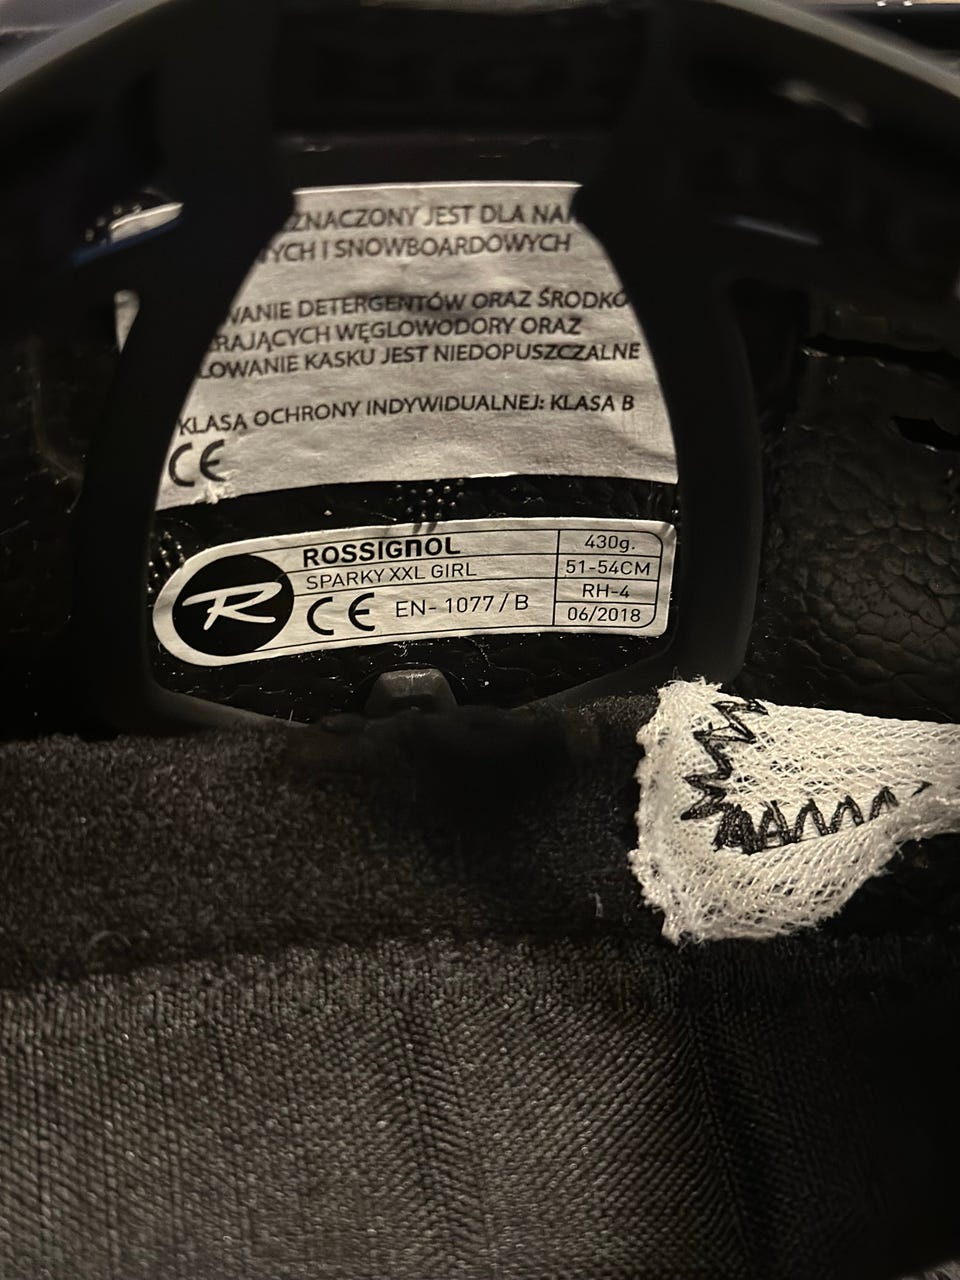 ZNACZONY JEST DLA
YCH I SNOWBOARDOWYCH
WANIE DETERGENTÓW ORAZ ŚRODKÓ
RAJĄCYCH WĘGLOWODORY ORAZ
LOWANIE KASKU JEST NIEDOPUSZCZALNE
KLASA OCHRONY INDYWIDUALNEJ: KLASA B
CE
R
ROSSIGNOL
SPARKY XXL GIRL
CE EN- 1077 / B
430g.
51-54CM
RH-4
06/2018